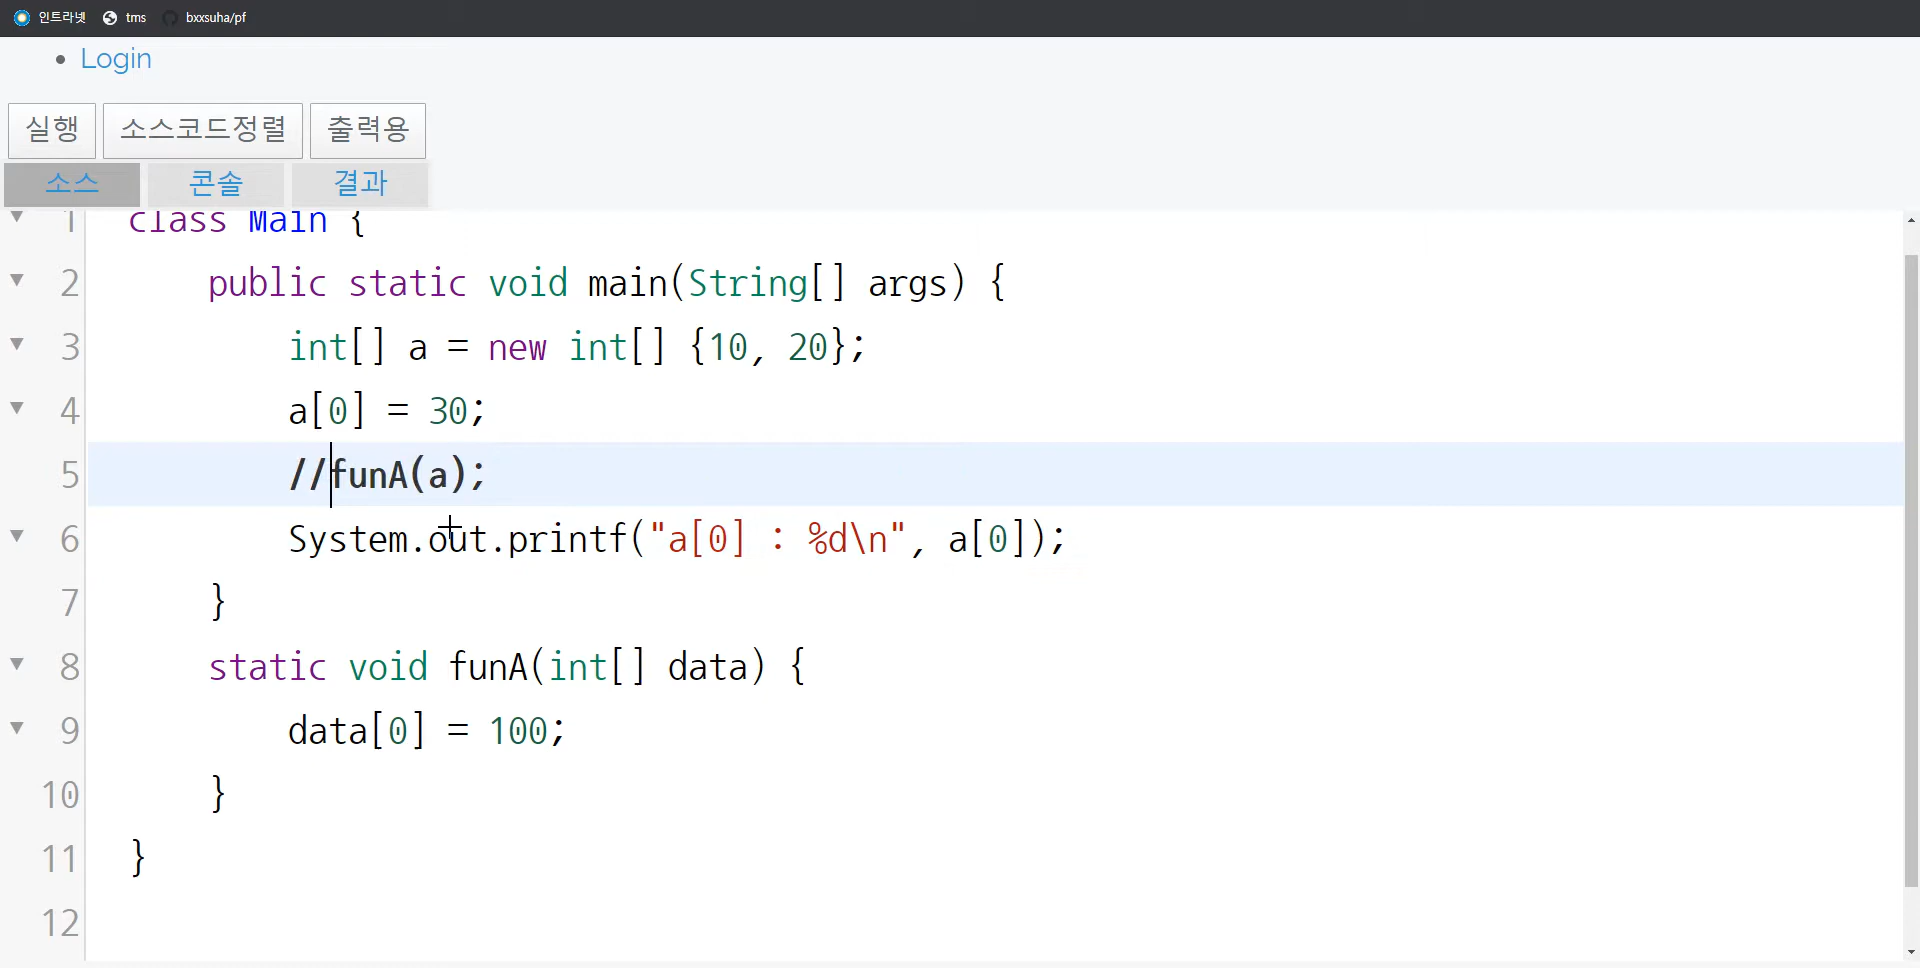 인트라넷 tms bxxsuha/pf
Login
실행 소스코드정렬 출력용
소스 콘솔 결과
1 class Main {
2 public static void main(String[] args) {
3 int[] a = new int[] {10, 20};
4 a[0] = 30;
5 //funA(a);
6 System.out.printf("a[0] : %d\n", a[0]);
7 }
8 static void funA(int[] data) {
9 data[0] = 100;
10 }
11 }
12